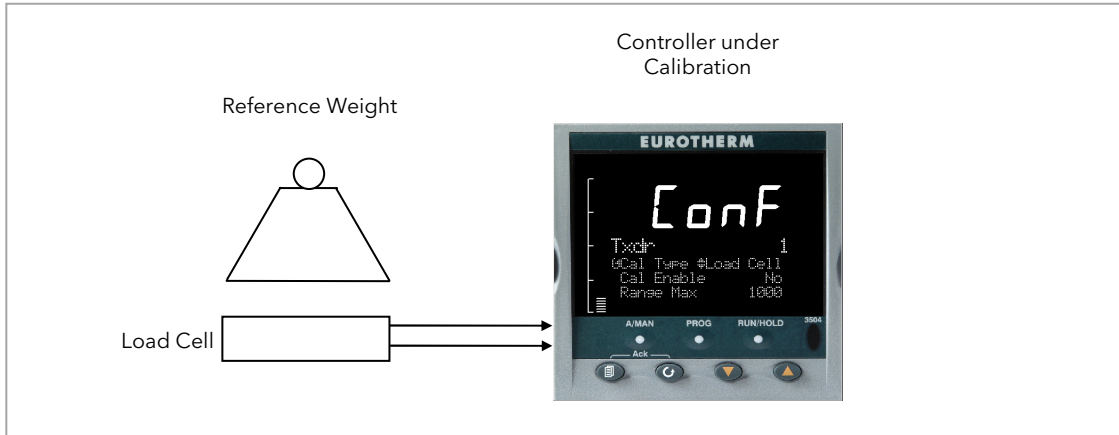 Controller under
Calibration
Reference Weight
EUROTHERM
ConF
Txdr 1
Cal Type Load Cell
Cal Enable No
Range Max 1000
A/MAN PROG RUN/HOLD 3504
Ack
Load Cell